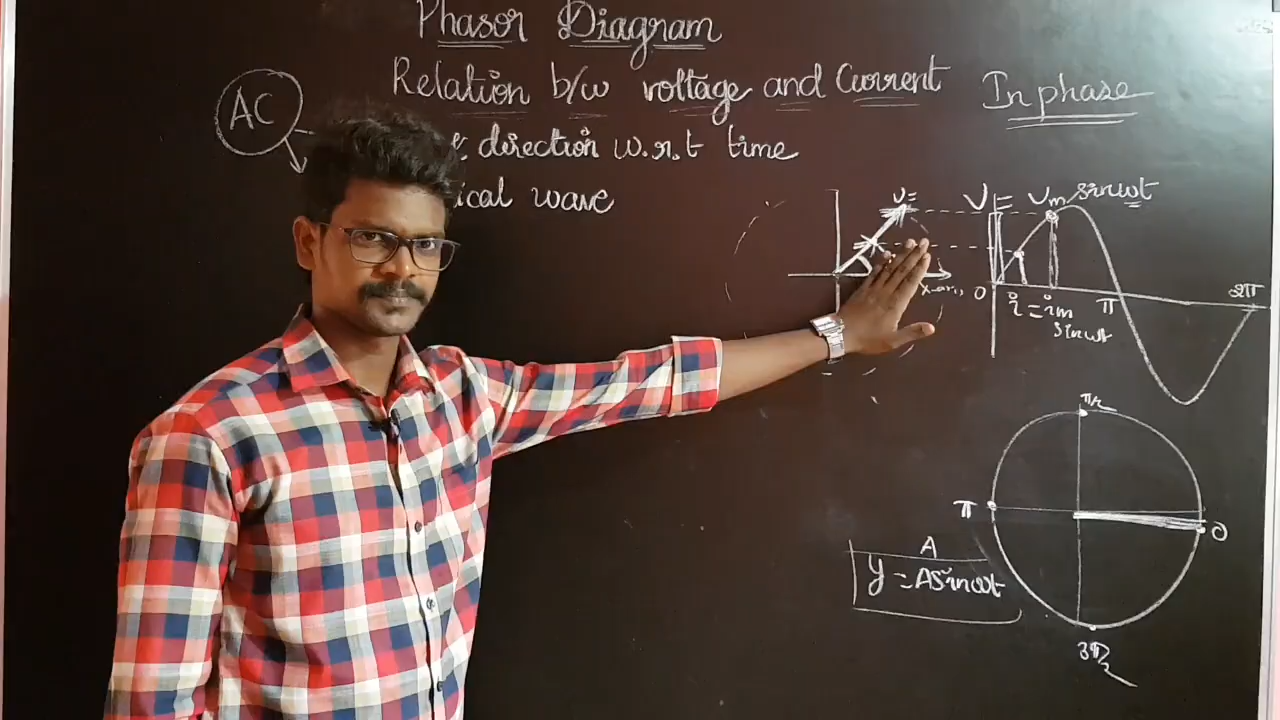 Phasor Diagram
Relation b/w voltage and Current
In phase
AC
& direction w.r.t time
ical wave
V=
V = Vm sinωt
x-axis
0
i = im
sinωt
π
2π
π/2
π
0
3π/2
A
y = A sinωt